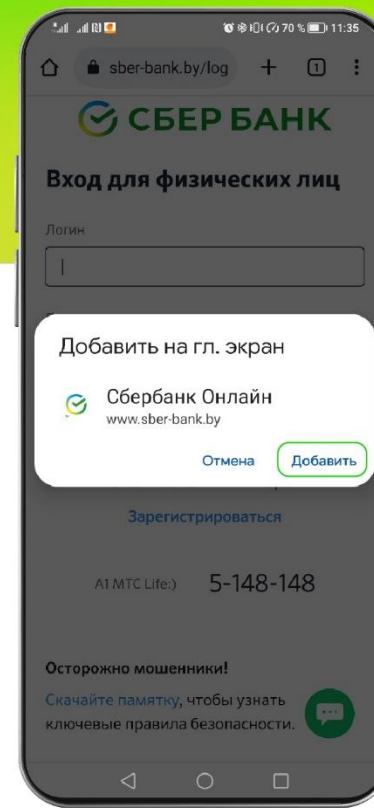 70 % 11:35
sber-bank.by/log
1
СБЕР БАНК
Вход для физических лиц
Логин
Добавить на гл. экран
Сбербанк Онлайн
www.sber-bank.by
Отмена Добавить
Зарегистрироваться
A1 МТС Life:) 5-148-148
Осторожно мошенники!
Скачайте памятку, чтобы узнать
ключевые правила безопасности.